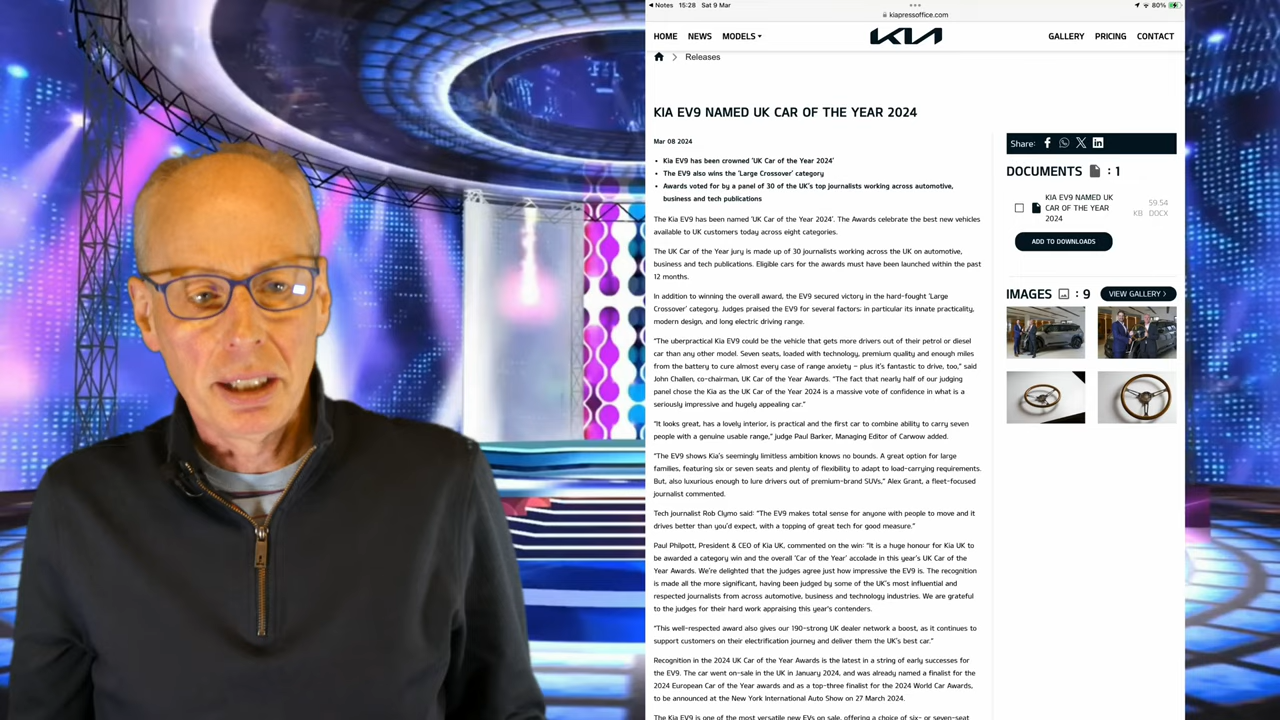 Notes 15:28 Sat 9 Mar
80%
kiapressoffice.com
HOME NEWS MODELS
KIA
GALLERY PRICING CONTACT
Releases
KIA EV9 NAMED UK CAR OF THE YEAR 2024
Mar 08 2024
• Kia EV9 has been crowned 'UK Car of the Year 2024'
• The EV9 also wins the 'Large Crossover' category
• Awards voted for by a panel of 30 of the UK's top journalists working across automotive,
business and tech publications
The Kia EV9 has been named 'UK Car of the Year 2024'. The Awards celebrate the best new vehicles
available to UK customers today across eight categories.
The UK Car of the Year jury is made up of 30 journalists working across the UK on automotive,
business and tech publications. Eligible cars for the awards must have been launched within the past
12 months.
In addition to winning the overall award, the EV9 secured victory in the hard-fought 'Large
Crossover' category. Judges praised the EV9 for several factors; in particular its innate practicality,
modern design, and long electric driving range.
"The uberpractical Kia EV9 could be the vehicle that gets more drivers out of their petrol or diesel
car than any other model. Seven seats, loaded with technology, premium quality and enough miles
from the battery to cure almost every case of range anxiety – plus it's fantastic to drive, too," said
John Challen, co-chairman, UK Car of the Year Awards. "The fact that nearly half of our judging
panel chose the Kia as the UK Car of the Year 2024 is a massive vote of confidence in what is a
seriously impressive and hugely appealing car."
"It looks great, has a lovely interior, is practical and the first car to combine ability to carry seven
people with a genuine usable range," judge Paul Barker, Managing Editor of Carwow added.
"The EV9 shows Kia's seemingly limitless ambition knows no bounds. A great option for large
families, featuring six or seven seats and plenty of flexibility to adapt to load-carrying requirements.
But, also luxurious enough to lure drivers out of premium-brand SUVs," Alex Grant, a fleet-focused
journalist commented.
Tech journalist Rob Clymo said: "The EV9 makes total sense for anyone with people to move and it
drives better than you'd expect, with a topping of great tech for good measure."
Paul Philpott, President & CEO of Kia UK, commented on the win: "It is a huge honour for Kia UK to
be awarded a category win and the overall 'Car of the Year' accolade in this year's UK Car of the
Year Awards. We're delighted that the judges agree just how impressive the EV9 is. The recognition
is made all the more significant, having been judged by some of the UK's most influential and
respected journalists from across automotive, business and technology industries. We are grateful
to the judges for their hard work appraising this year's contenders.
"This well-respected award also gives our 190-strong UK dealer network a boost, as it continues to
support customers on their electrification journey and deliver them the UK's best car."
Recognition in the 2024 UK Car of the Year Awards is the latest in a string of early successes for
the EV9. The car went on-sale in the UK in January 2024, and was already named a finalist for the
2024 European Car of the Year awards and as a top-three finalist for the 2024 World Car Awards,
to be announced at the New York International Auto Show on 27 March 2024.
The Kia EV9 is one of the most versatile new EVs on sale, offering a choice of six- or seven-seat
Share:
DOCUMENTS : 1
KIA EV9 NAMED UK
CAR OF THE YEAR
2024
59.54
KB DOCX
ADD TO DOWNLOADS
IMAGES : 9
VIEW GALLERY